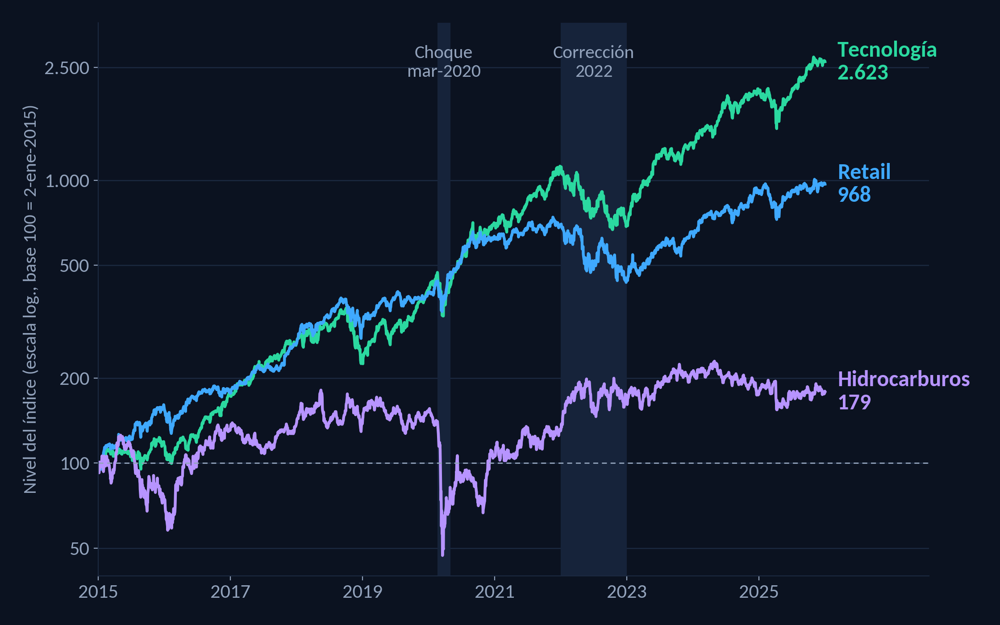 Choque
mar-2020
Corrección
2022
Tecnología
2.623
Retail
968
Hidrocarburos
179
Nivel del índice (escala log., base 100 = 2-ene-2015)
2.500
1.000
500
200
100
50
2015
2017
2019
2021
2023
2025